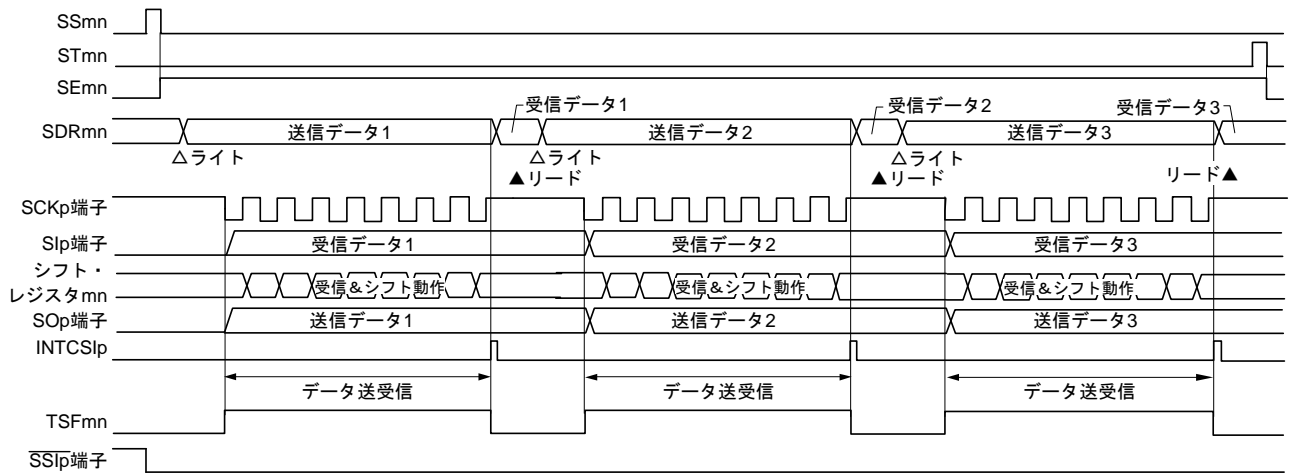 SSmn
STmn
SEmn
受信データ1
受信データ2
受信データ3
SDRmn
送信データ1
送信データ2
送信データ3
△ライト
△ライト
△ライト
▲リード
▲リード
リード▲
SCKp端子
SIp端子
受信データ1
受信データ2
受信データ3
シフト・
レジスタmn
受信&シフト動作
受信&シフト動作
受信&シフト動作
SOp端子
送信データ1
送信データ2
送信データ3
INTCSIp
データ送受信
データ送受信
データ送受信
TSFmn
SSIp端子